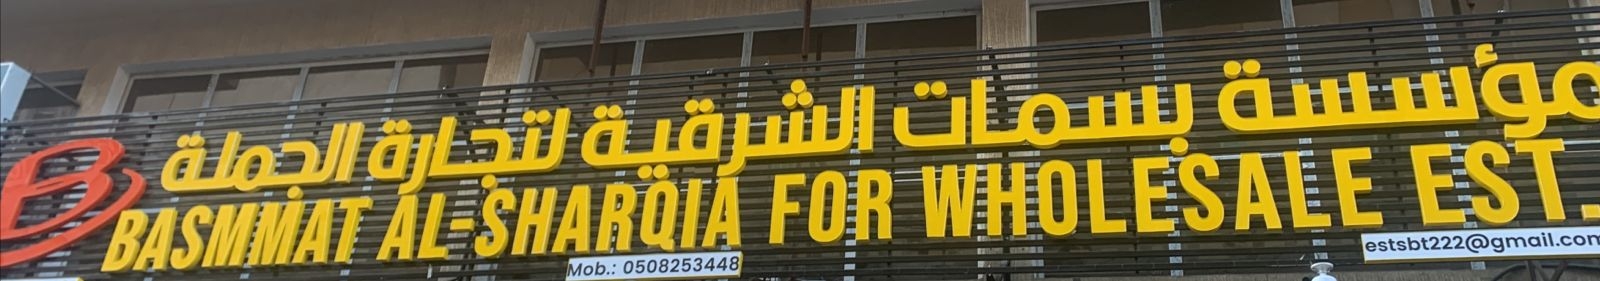 مؤسسة بسمات الشرقية لتجارة الجملة
BASMMAT AL-SHARQIA FOR WHOLESALE EST.
Mob.: 0508253448
estsbt222@gmail.com